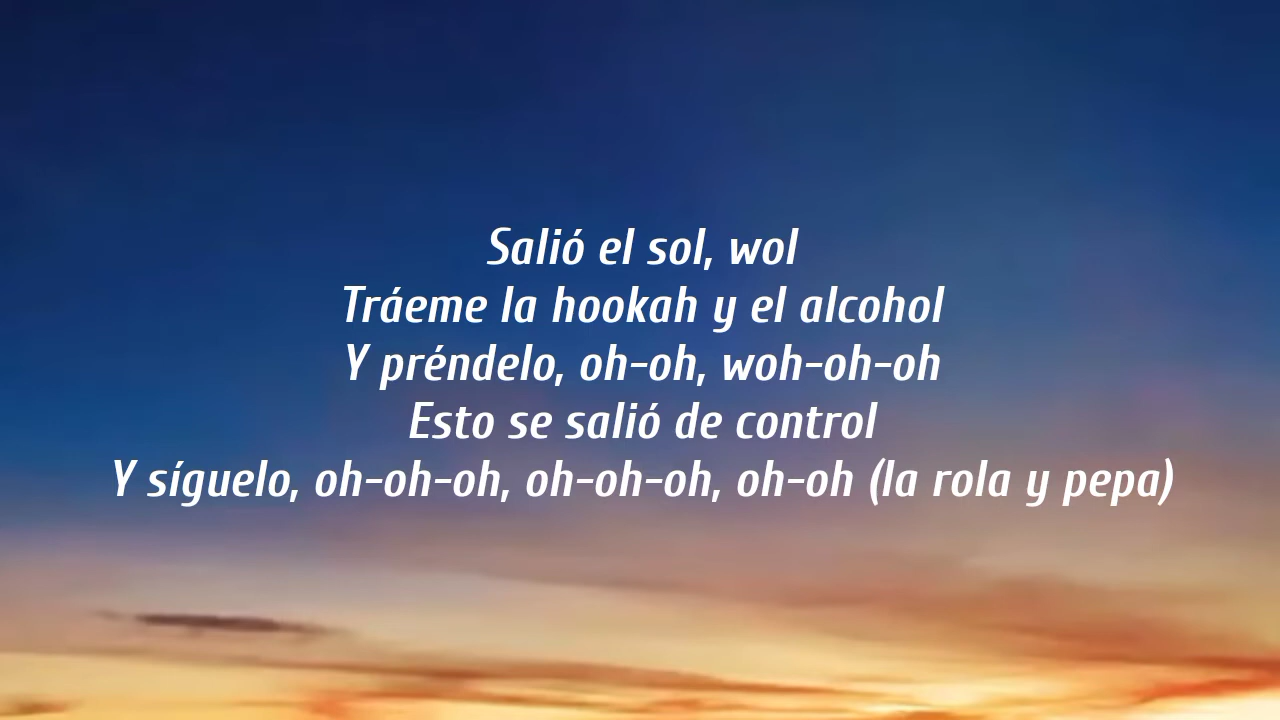 Salió el sol, wol
Tráeme la hookah y el alcohol
Y préndelo, oh-oh, woh-oh-oh
Esto se salió de control
Y síguelo, oh-oh-oh, oh-oh-oh, oh-oh (la rola y pepa)